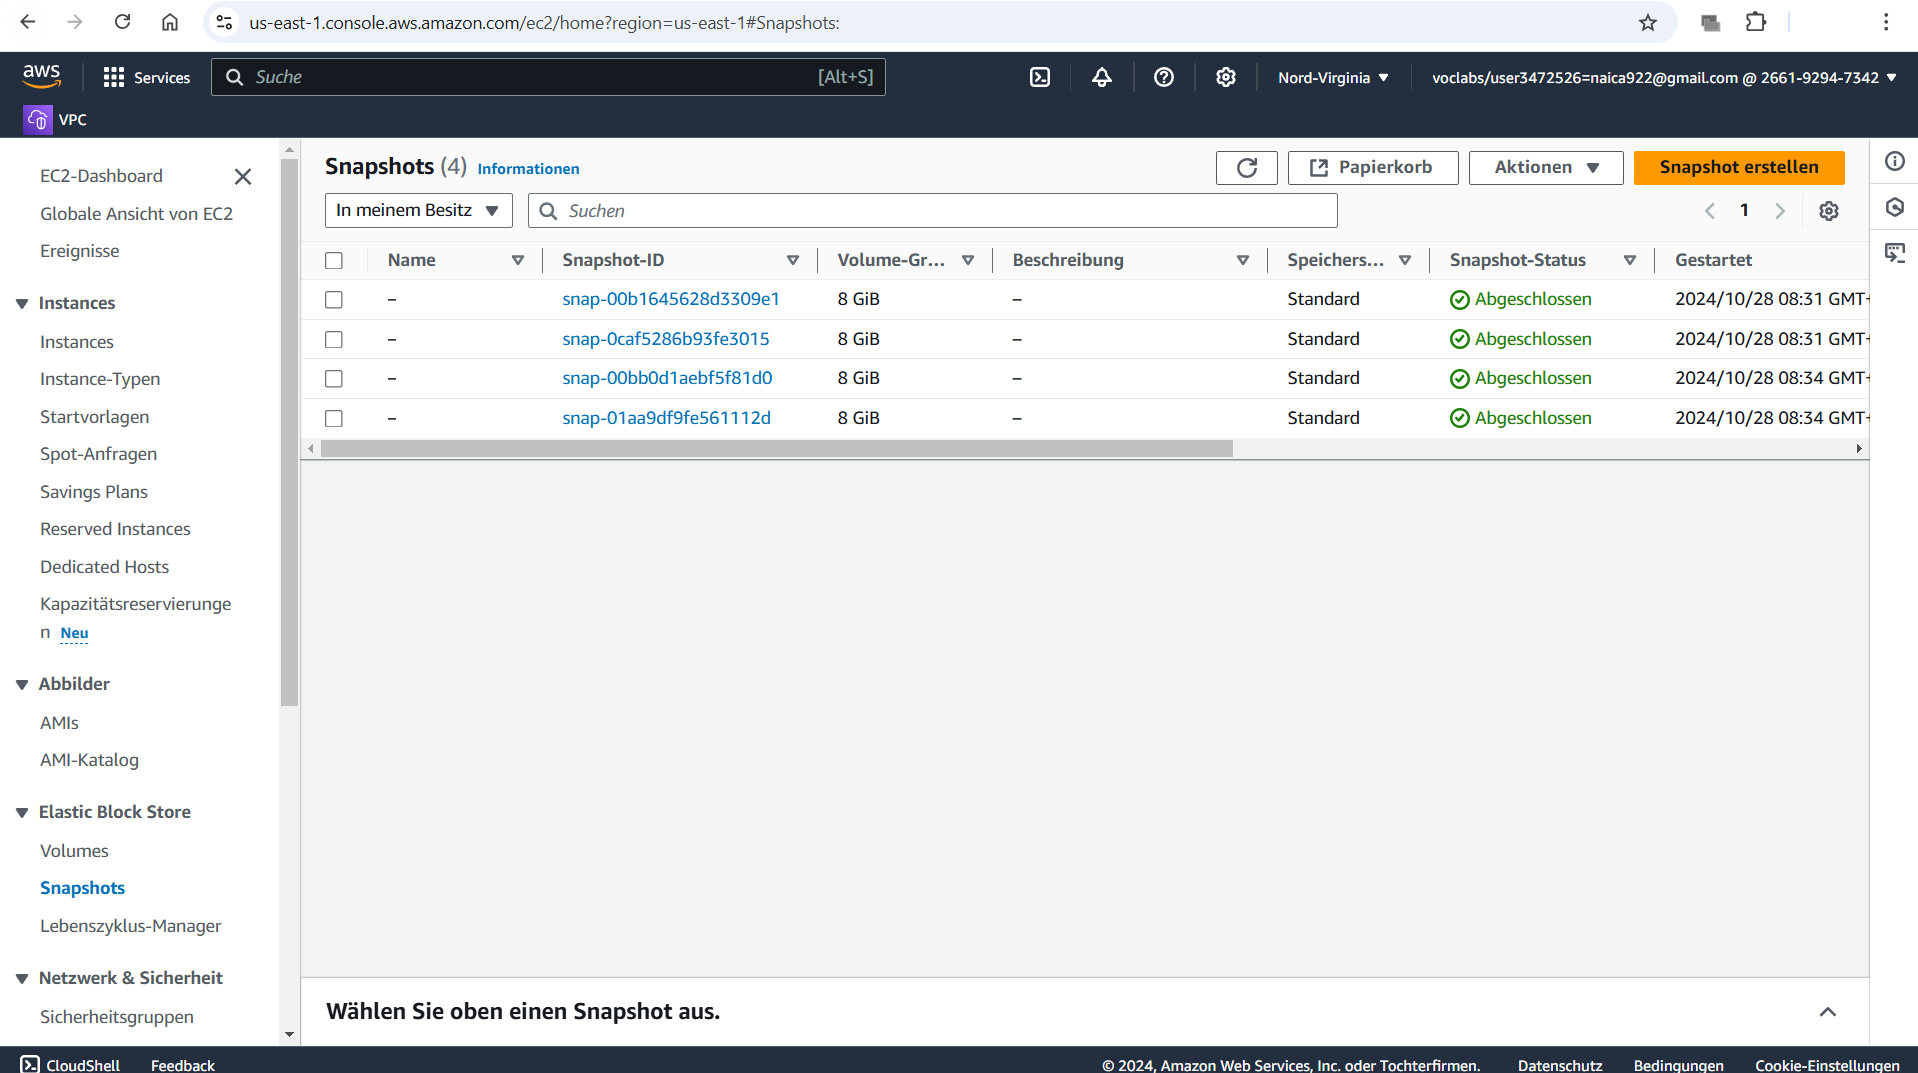 us-east-1.console.aws.amazon.com/ec2/home?region=us-east-1#Snapshots:
aws Services Suche [Alt+S] Nord-Virginia voclabs/user3472526=naica922@gmail.com @ 2661-9294-7342
VPC
EC2-Dashboard
Globale Ansicht von EC2
Ereignisse
Instances
Instances
Instance-Typen
Startvorlagen
Spot-Anfragen
Savings Plans
Reserved Instances
Dedicated Hosts
Kapazitätsreservierunge
n Neu
Abbilder
AMIs
AMI-Katalog
Elastic Block Store
Volumes
Snapshots
Lebenszyklus-Manager
Netzwerk & Sicherheit
Sicherheitsgruppen
Snapshots (4) Informationen Papierkorb Aktionen Snapshot erstellen
In meinem Besitz Suchen 1
Name Snapshot-ID Volume-Gr... Beschreibung Speichers... Snapshot-Status Gestartet
– snap-00b1645628d3309e1 8 GiB – Standard Abgeschlossen 2024/10/28 08:31 GMT+
– snap-0caf5286b93fe3015 8 GiB – Standard Abgeschlossen 2024/10/28 08:31 GMT+
– snap-00bb0d1aebf5f81d0 8 GiB – Standard Abgeschlossen 2024/10/28 08:34 GMT+
– snap-01aa9df9fe561112d 8 GiB – Standard Abgeschlossen 2024/10/28 08:34 GMT+
Wählen Sie oben einen Snapshot aus.
CloudShell Feedback © 2024, Amazon Web Services, Inc. oder Tochterfirmen. Datenschutz Bedingungen Cookie-Einstellungen